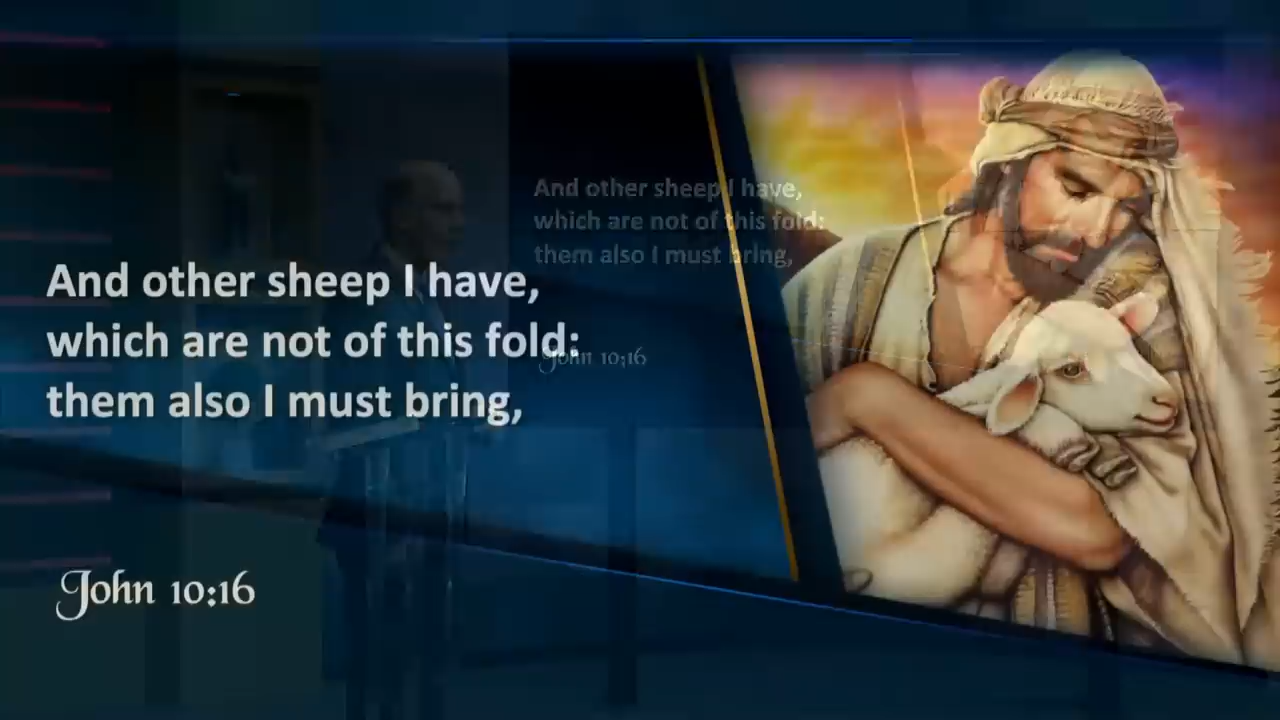 And other sheep I have,
which are not of this fold:
them also I must bring,
John 10:16
And other sheep I have,
which are not of this fold:
them also I must bring,
John 10:16